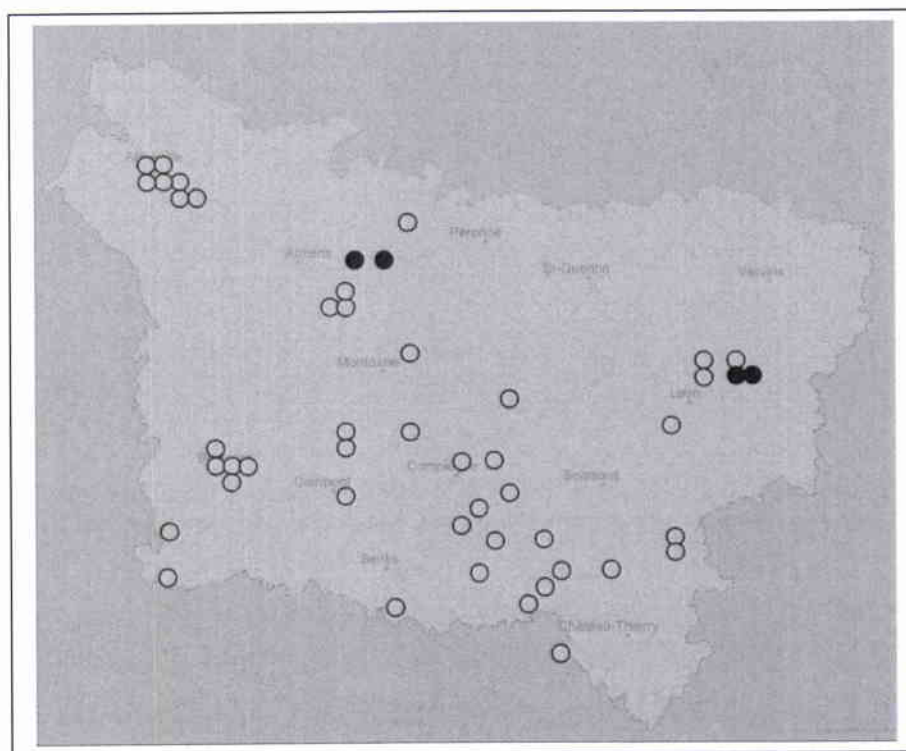 Péronne
Amiens
St-Quentin
Vervins
Montdidier
Laon
Compiègne
Clermont
Soissons
Senlis
Château-Thierry